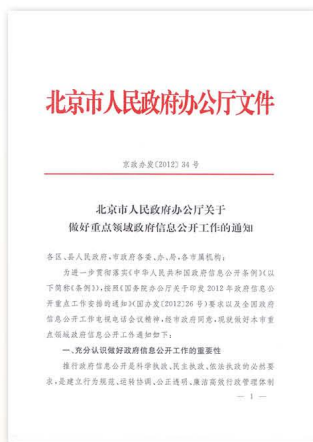 北京市人民政府办公厅文件
京政办发〔2012〕34 号
北京市人民政府办公厅关于
做好重点领域政府信息公开工作的通知
各区、县人民政府,市政府各委、办、局,各市属机构:
为进一步贯彻落实《中华人民共和国政府信息公开条例》(以
下简称《条例》),按照《国务院办公厅关于印发 2012 年政府信息公
开重点工作安排的通知》(国办发〔2012〕26 号)要求以及全国政府
信息公开工作电视电话会议精神,经市政府同意,现就做好本市重
点领域政府信息公开工作通知如下:
一、充分认识做好政府信息公开工作的重要性
推行政府信息公开是科学执政、民主执政、依法执政的必然要
求,是建立行为规范、运转协调、公正透明、廉洁高效行政管理体制
— 1 —